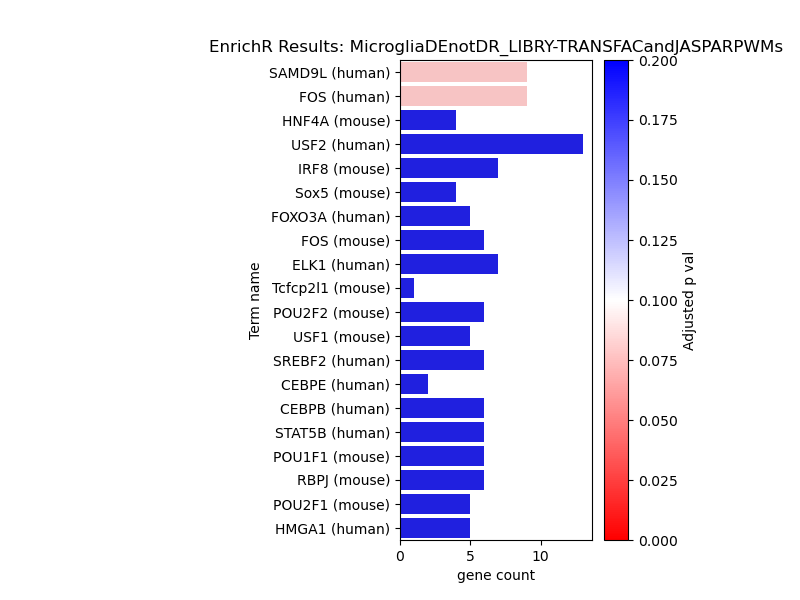 EnrichR Results: MicrogliaDEnotDR_LIBRY-TRANSFACandJASPARPWMs
Term name
SAMD9L (human)
FOS (human)
HNF4A (mouse)
USF2 (human)
IRF8 (mouse)
Sox5 (mouse)
FOXO3A (human)
FOS (mouse)
ELK1 (human)
Tcfcp2l1 (mouse)
POU2F2 (mouse)
USF1 (mouse)
SREBF2 (human)
CEBPE (human)
CEBPB (human)
STAT5B (human)
POU1F1 (mouse)
RBPJ (mouse)
POU2F1 (mouse)
HMGA1 (human)
0 5 10
gene count
0.200
0.175
0.150
0.125
0.100
0.075
0.050
0.025
0.000
Adjusted p val